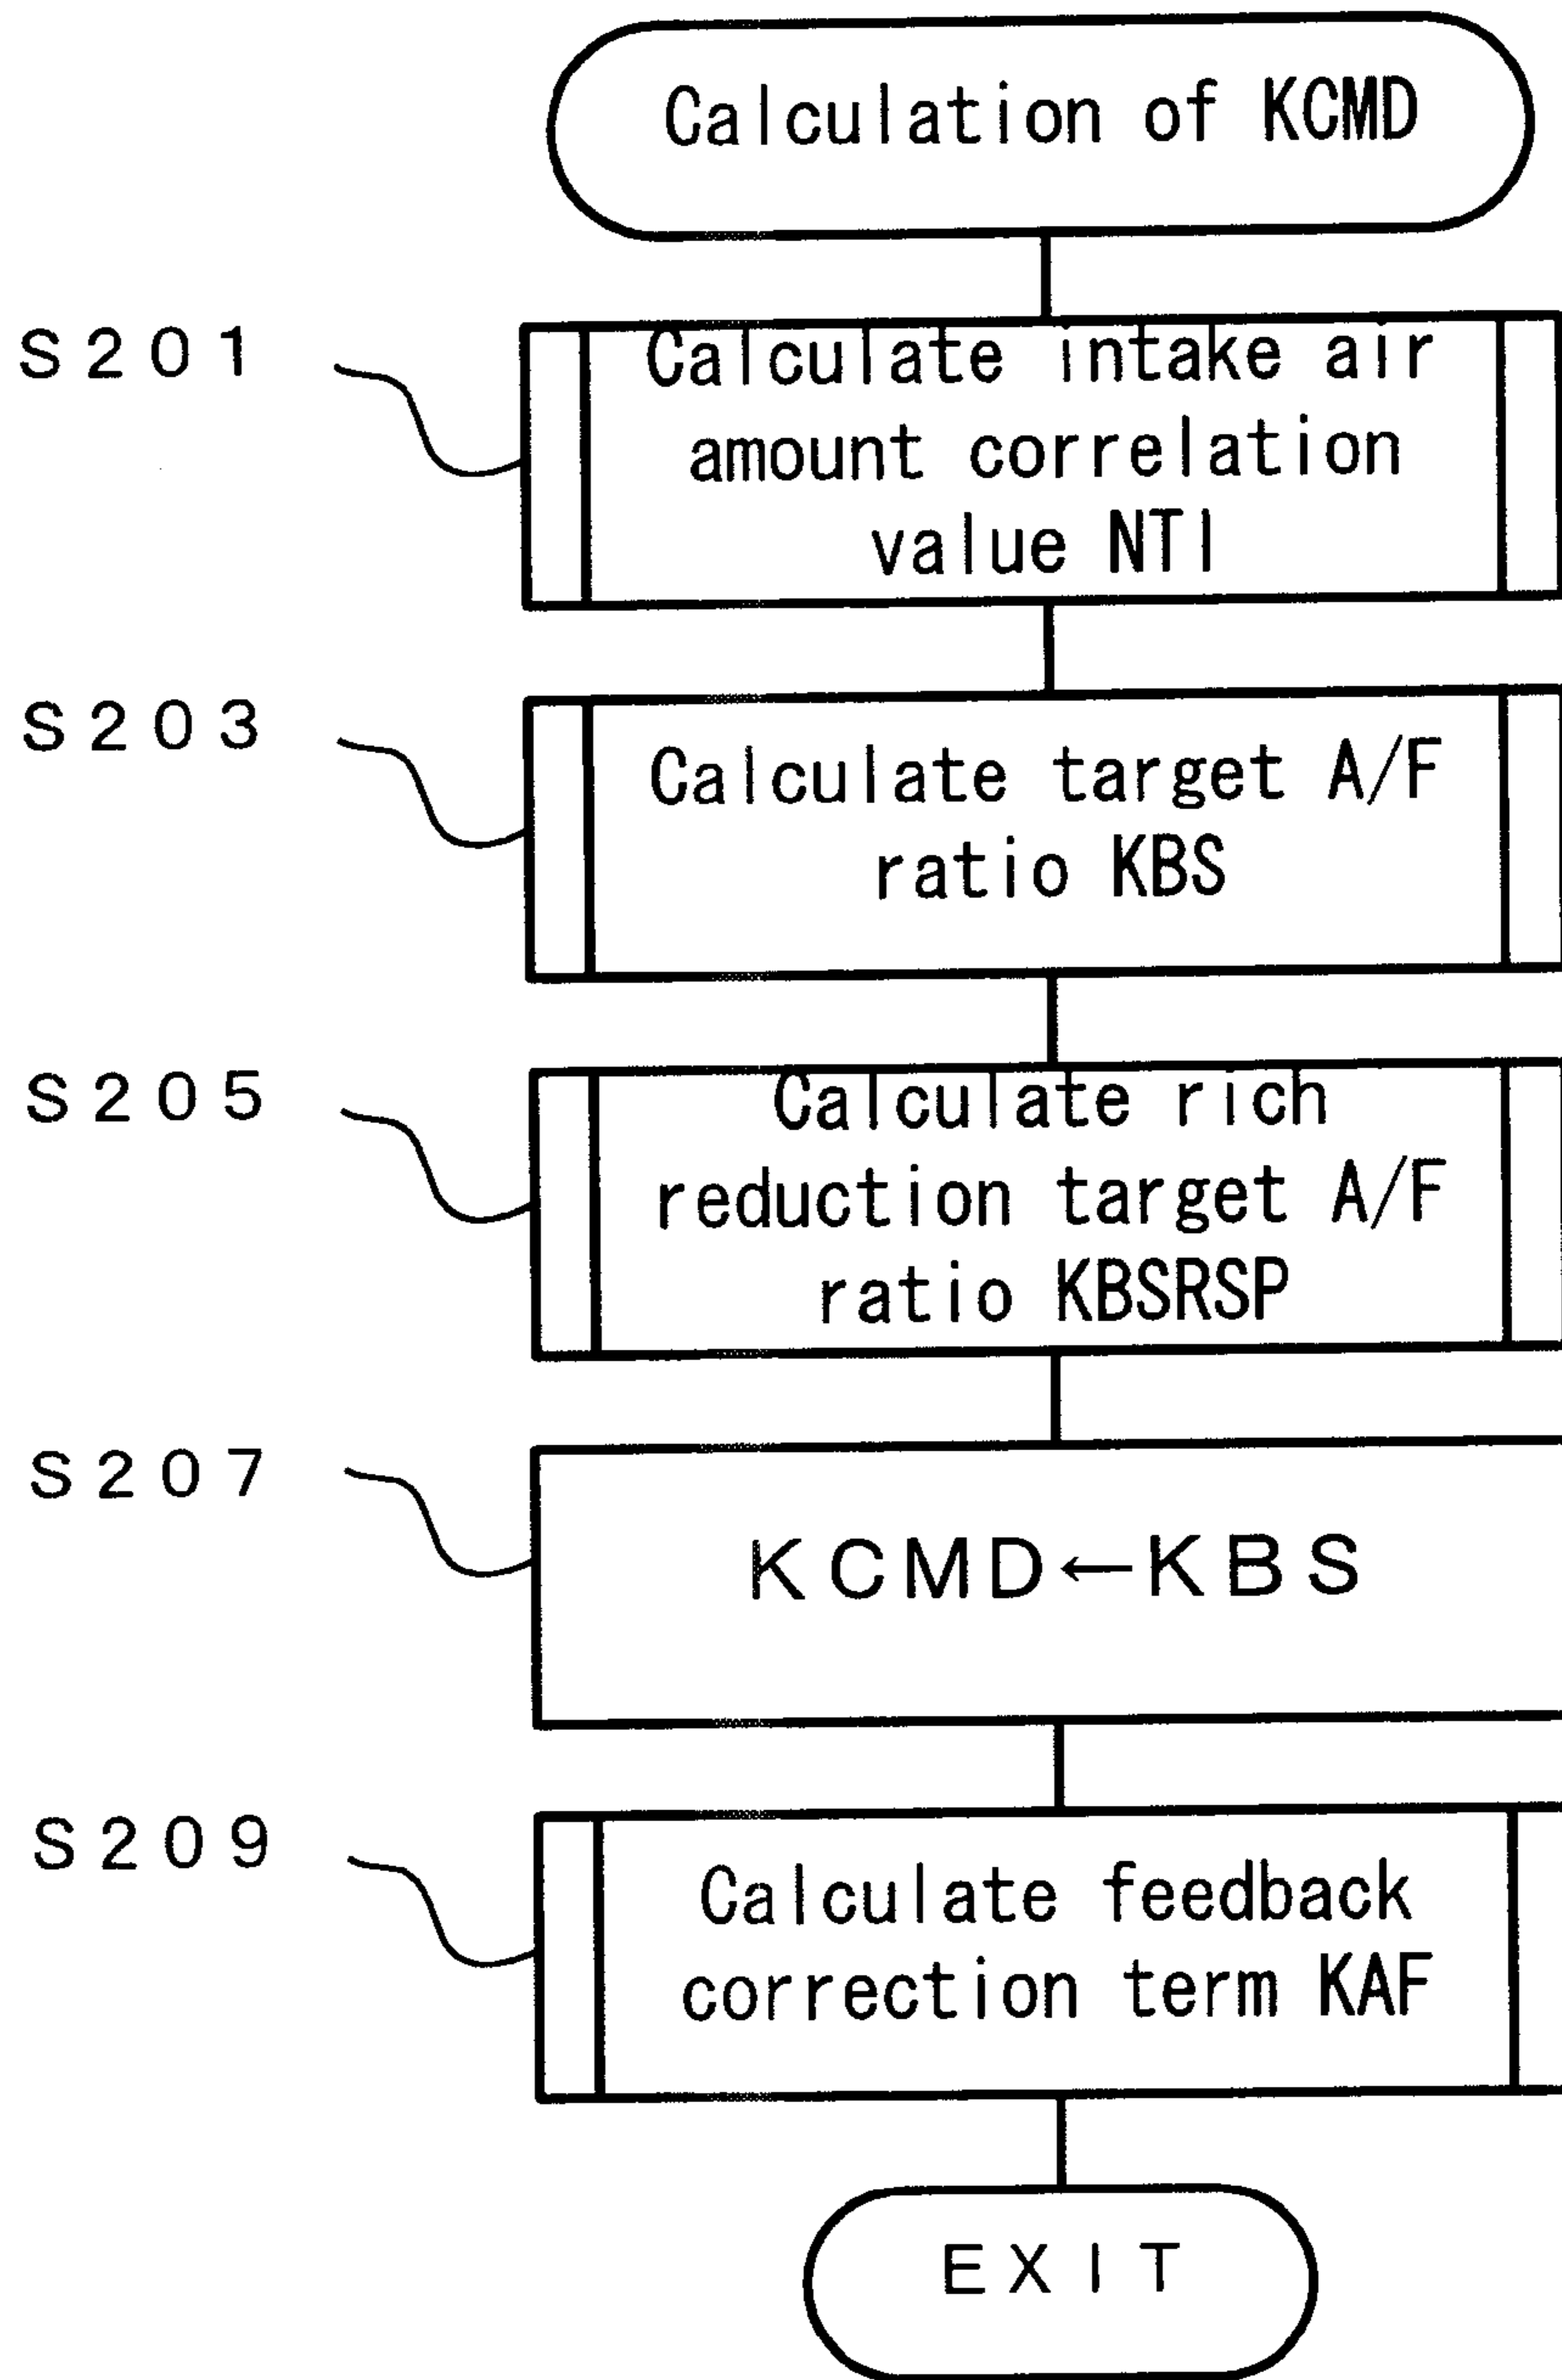 Calculation of KCMD
S201
Calculate intake air
amount correlation
value NTI
S203
Calculate target A/F
ratio KBS
S205
Calculate rich
reduction target A/F
ratio KBSRSP
S207
KCMD←KBS
S209
Calculate feedback
correction term KAF
EXIT